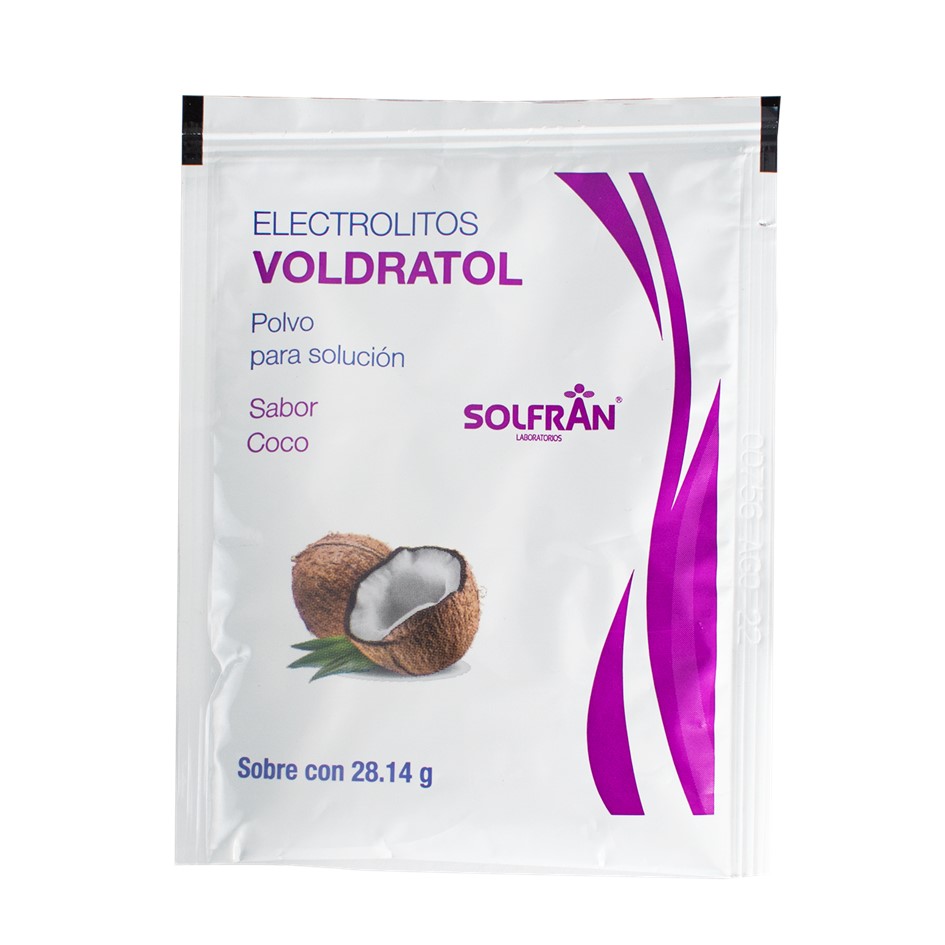 ELECTROLITOS
VOLDRATOL
Polvo
para solución
Sabor
Coco
SOLFRAN®
LABORATORIOS
Sobre con 28.14 g